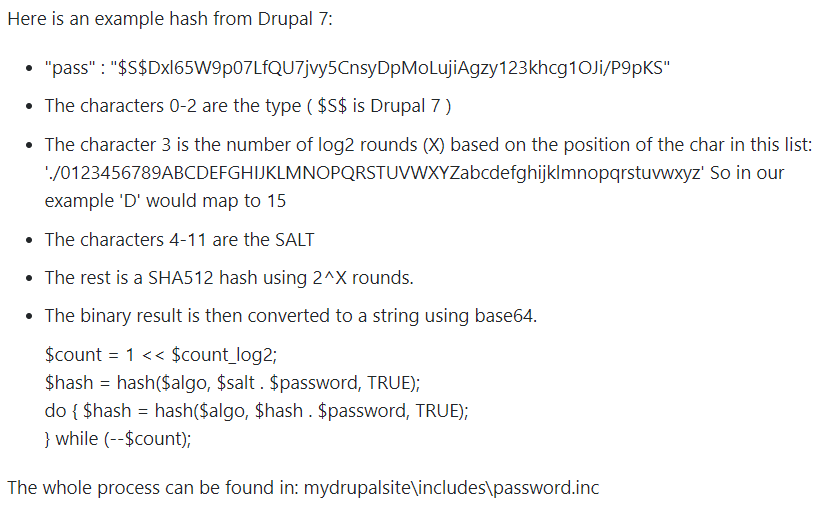 Here is an example hash from Drupal 7:
• "pass" : "$S$Dxl65W9p07LfQU7jvy5CnsyDpMoLujiAgzy123khcg1OJi/P9pKS"
• The characters 0-2 are the type ( $S$ is Drupal 7 )
• The character 3 is the number of log2 rounds (X) based on the position of the char in this list:
'./0123456789ABCDEFGHIJKLMNOPQRSTUVWXYZabcdefghijklmnopqrstuvwxyz' So in our
example 'D' would map to 15
• The characters 4-11 are the SALT
• The rest is a SHA512 hash using 2^X rounds.
• The binary result is then converted to a string using base64.
$count = 1 << $count_log2;
$hash = hash($algo, $salt . $password, TRUE);
do { $hash = hash($algo, $hash . $password, TRUE);
} while (--$count);
The whole process can be found in: mydrupalsite\includes\password.inc